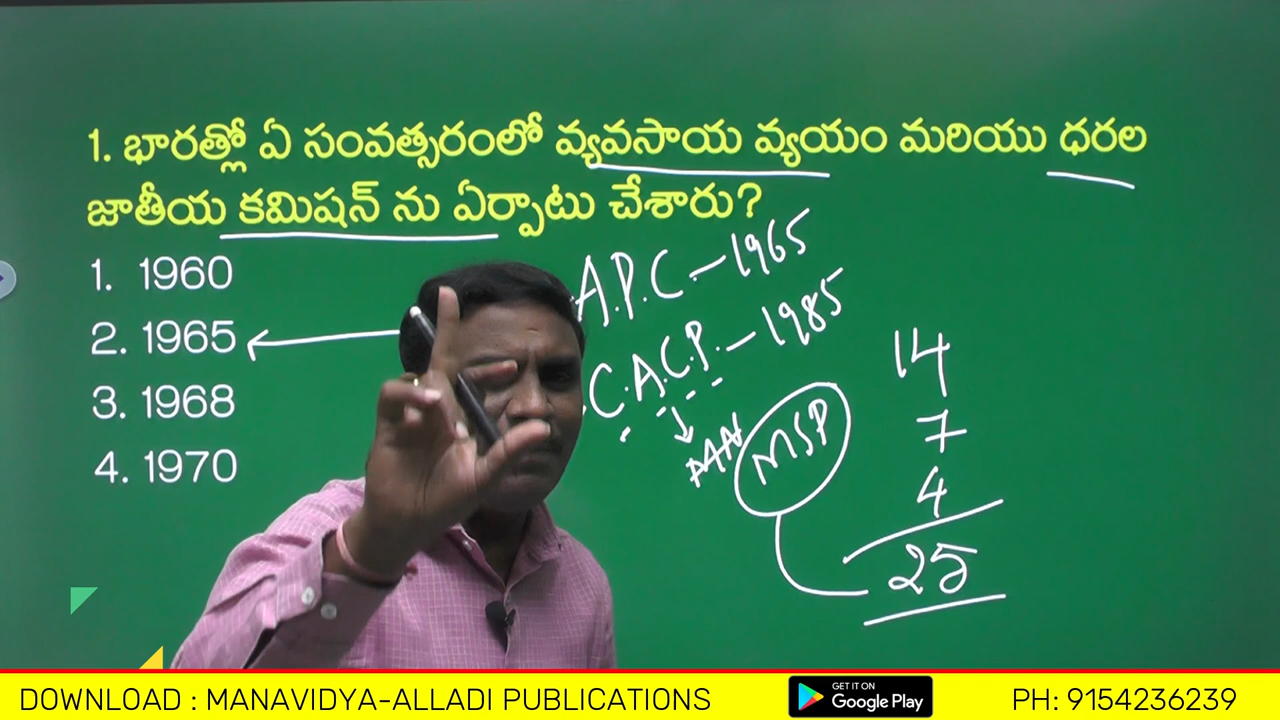 1. భారత్లో ఏ సంవత్సరంలో వ్యవసాయ వ్యయం మరియు ధరల
జాతీయ కమిషన్ ను ఏర్పాటు చేశారు?
1. 1960
2. 1965
3. 1968
4. 1970
A.P.C - 1965
C.A.C.P. - 1985
MSP
14
7
4
25
DOWNLOAD : MANAVIDYA-ALLADI PUBLICATIONS
GET IT ON
Google Play
PH: 9154236239